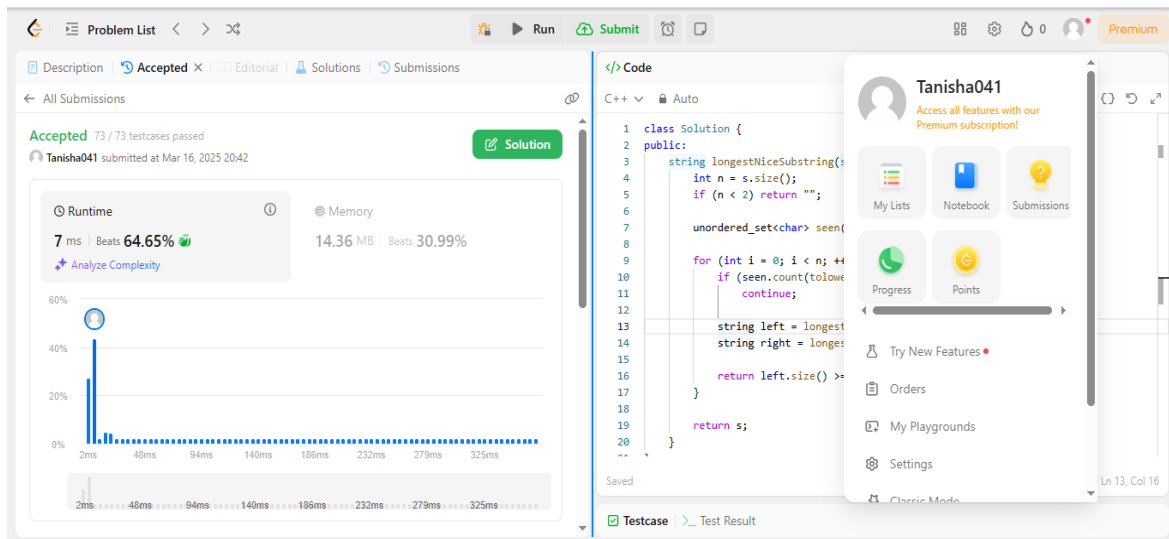 Problem List
Run
Submit
0
Premium
Description
Accepted
Editorial
Solutions
Submissions
All Submissions
Accepted 73 / 73 testcases passed
Tanisha041 submitted at Mar 16, 2025 20:42
Solution
Runtime
7 ms Beats 64.65%
Analyze Complexity
Memory
14.36 MB Beats 30.99%
60%
40%
20%
0%
2ms 48ms 94ms 140ms 186ms 232ms 279ms 325ms
2ms 48ms 94ms 140ms 186ms 232ms 279ms 325ms
</> Code
C++ Auto
1 class Solution {
2 public:
3 string longestNiceSubstring(s
4 int n = s.size();
5 if (n < 2) return "";
6
7 unordered_set<char> seen(
8
9 for (int i = 0; i < n; ++
10 if (seen.count(tolowe
11 continue;
12
13 string left = longest
14 string right = longes
15
16 return left.size() >=
17 }
18
19 return s;
20 }
Saved
Ln 13, Col 16
Testcase
Test Result
Tanisha041
Access all features with our
Premium subscription!
My Lists
Notebook
Submissions
Progress
Points
Try New Features
Orders
My Playgrounds
Settings
Classic Mode